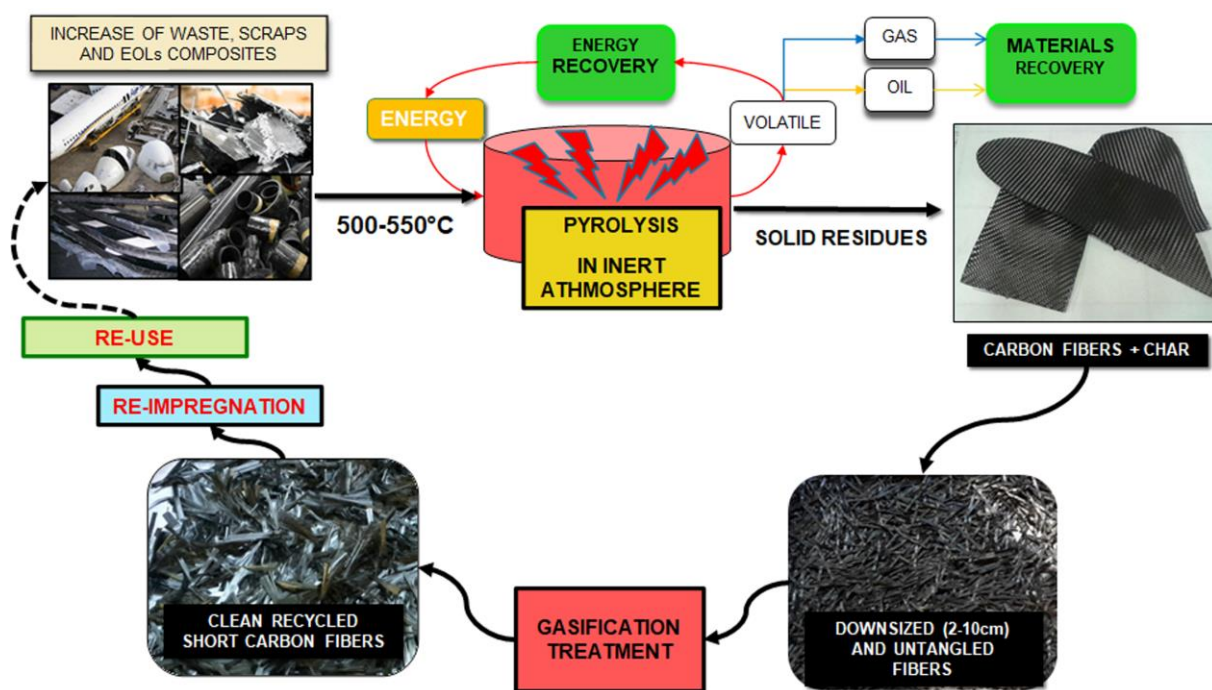 INCREASE OF WASTE, SCRAPS
AND EOLs COMPOSITES
ENERGY
RECOVERY
GAS
MATERIALS
RECOVERY
OIL
ENERGY
VOLATILE
500-550°C
PYROLYSIS
IN INERT
ATHMOSPHERE
SOLID RESIDUES
CARBON FIBERS + CHAR
RE-USE
RE-IMPREGNATION
CLEAN RECYCLED
SHORT CARBON FIBERS
GASIFICATION
TREATMENT
DOWNSIZED (2-10cm)
AND UNTANGLED
FIBERS